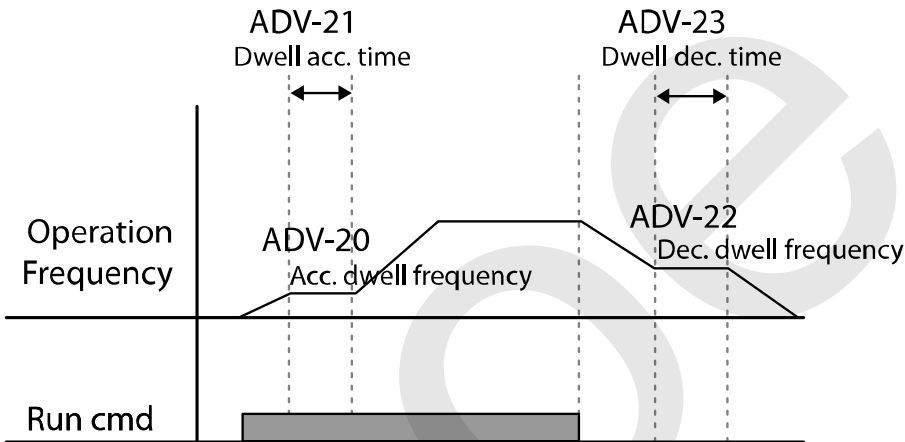 ADV-21
Dwell acc. time
ADV-23
Dwell dec. time
Operation
Frequency
ADV-20
Acc. dwell frequency
ADV-22
Dec. dwell frequency
Run cmd